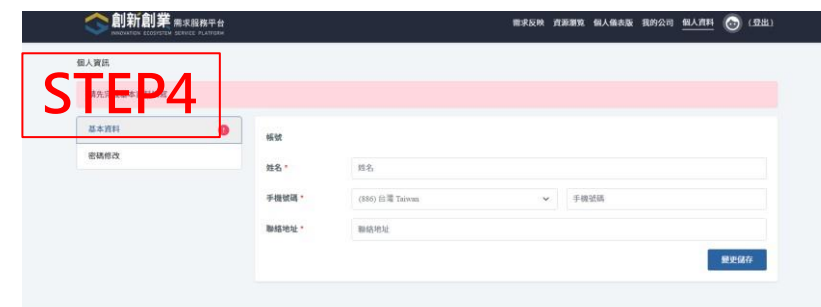 創新創業 需求服務平台
INNOVATION ECOSYSTEM SERVICE PLATFORM
需求反映 資源瀏覽 個人儀表版 我的公司 個人資料 (登出)
個人資訊
STEP4
請先完
基本資料
密碼修改
帳號
姓名 *
姓名
手機號碼 *
(886) 台灣 Taiwan
手機號碼
聯絡地址 *
聯絡地址
變更儲存